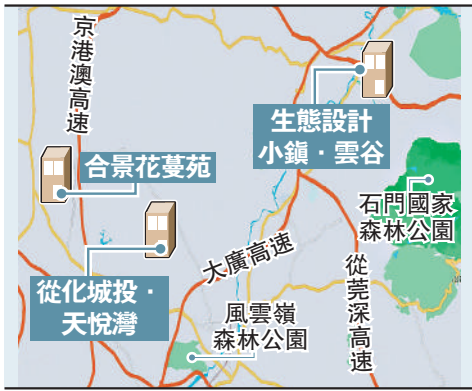 京港澳高速
生態設計
小鎮．雲谷
合景花蔓苑
石門國家
森林公園
從化城投．
天悅灣
大廣高速
風雲嶺
森林公園
從莞深高速